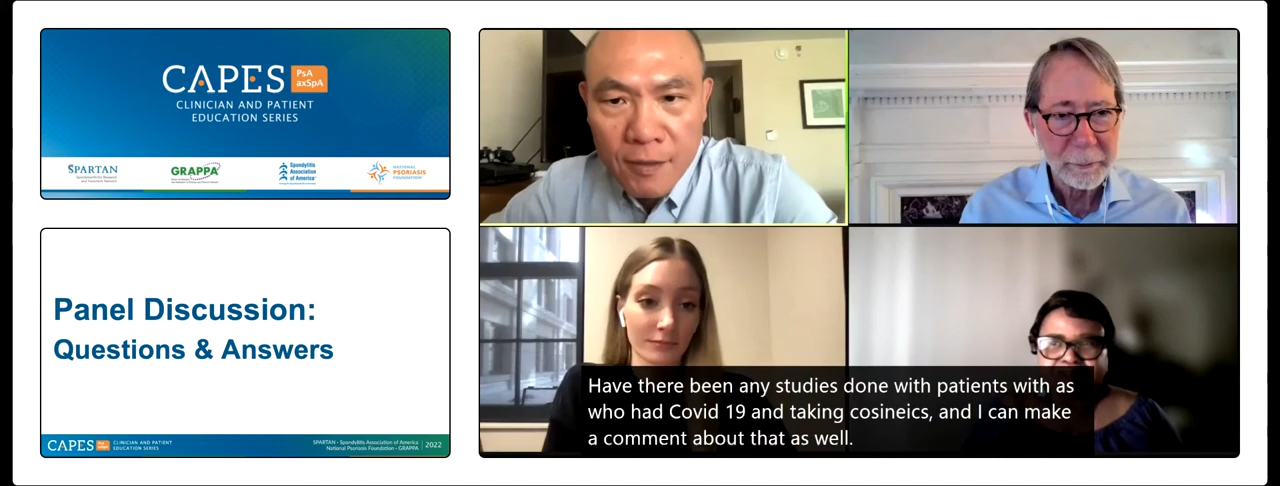 CAPES PsA
axSpA
CLINICIAN AND PATIENT
EDUCATION SERIES
SPARTAN
GRAPPA
Spondylitis
Association
of America
NATIONAL
PSORIASIS
FOUNDATION
Panel Discussion:
Questions & Answers
CAPES
CLINICIAN AND PATIENT
EDUCATION SERIES
SPARTAN - Spondylitis Association of America
National Psoriasis Foundation - GRAPPA
2022
Have there been any studies done with patients with as
who had Covid 19 and taking cosineics, and I can make
a comment about that as well.